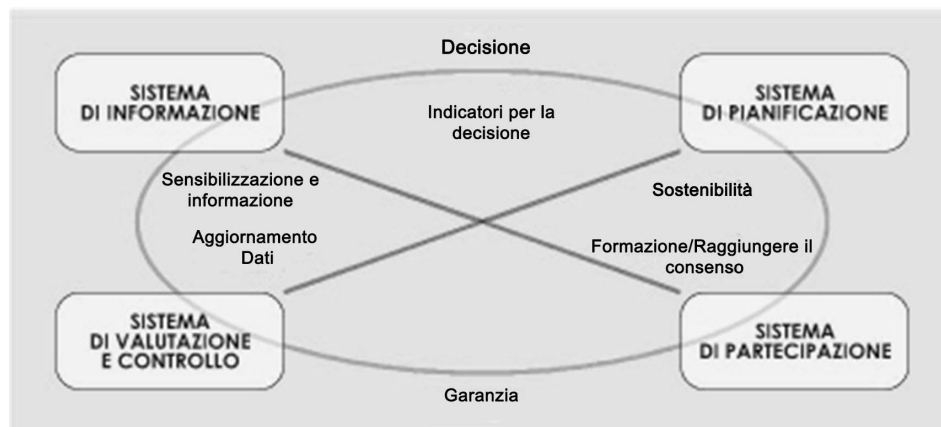 Decisione
SISTEMA
DI INFORMAZIONE
SISTEMA
DI PIANIFICAZIONE
Indicatori per la
decisione
Sensibilizzazione e
informazione
Sostenibilità
Aggiornamento
Dati
Formazione/Raggiungere il
consenso
SISTEMA
DI VALUTAZIONE
E CONTROLLO
SISTEMA
DI PARTECIPAZIONE
Garanzia